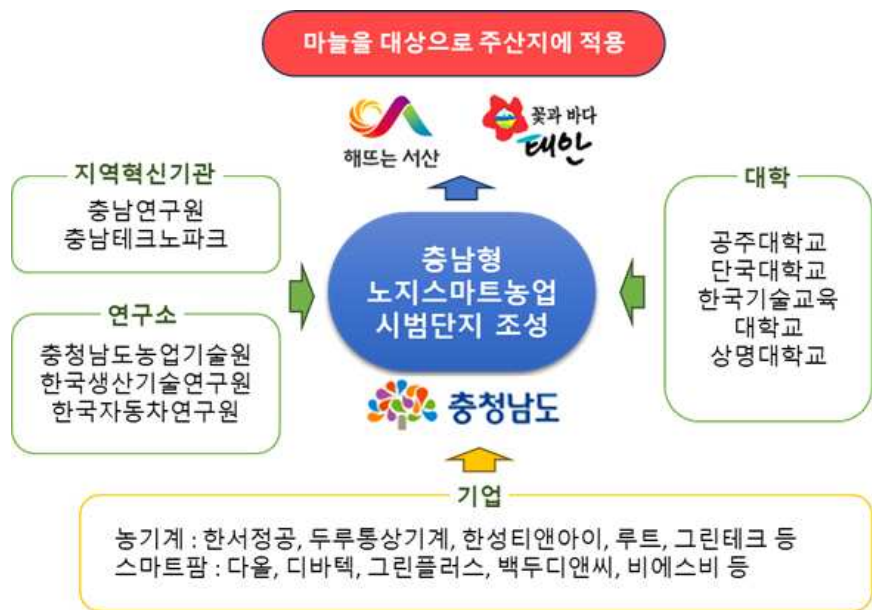 마늘을 대상으로 주산지에 적용
해뜨는 서산
꽃과 바다
태안
지역혁신기관
충남연구원
충남테크노파크
연구소
충청남도농업기술원
한국생산기술연구원
한국자동차연구원
충남형
노지스마트농업
시범단지 조성
충청남도
대학
공주대학교
단국대학교
한국기술교육
대학교
상명대학교
기업
농기계 : 한서정공, 두루통상기계, 한성티앤아이, 루트, 그린테크 등
스마트팜 : 다울, 디바텍, 그린플러스, 백두디앤씨, 비에스비 등